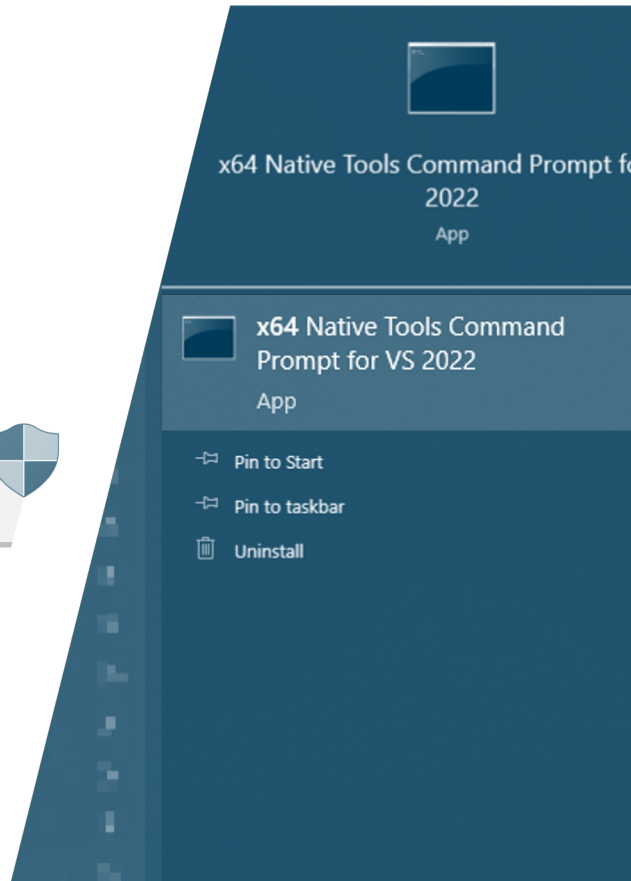 x64 Native Tools Command Prompt fo
2022
App
x64 Native Tools Command
Prompt for VS 2022
App
Pin to Start
Pin to taskbar
Uninstall